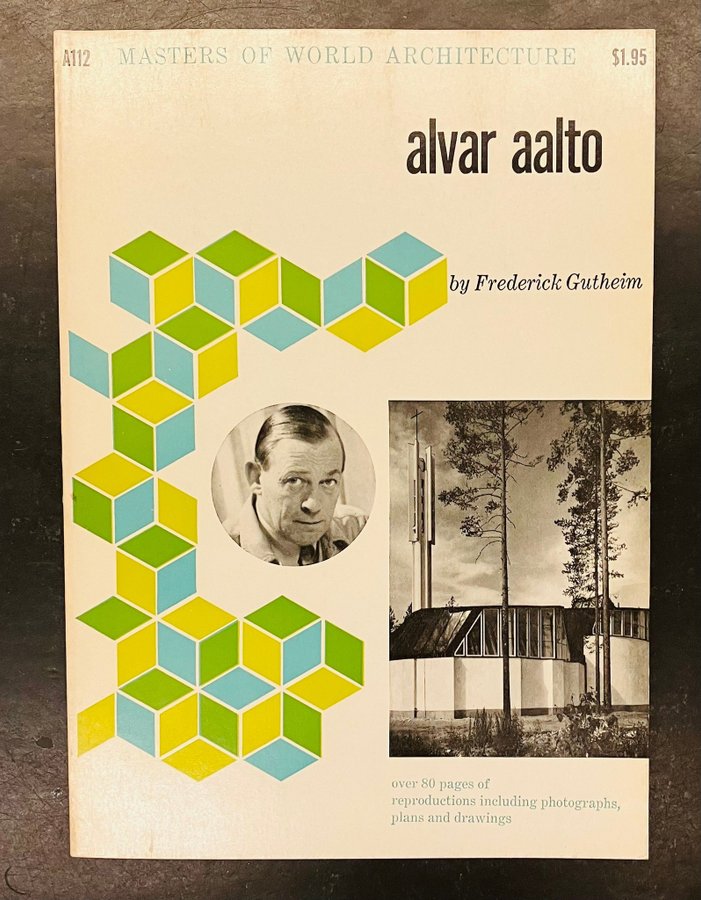 A112 MASTERS OF WORLD ARCHITECTURE $1.95
alvar aalto
by Frederick Gutheim
over 80 pages of
reproductions including photographs,
plans and drawings